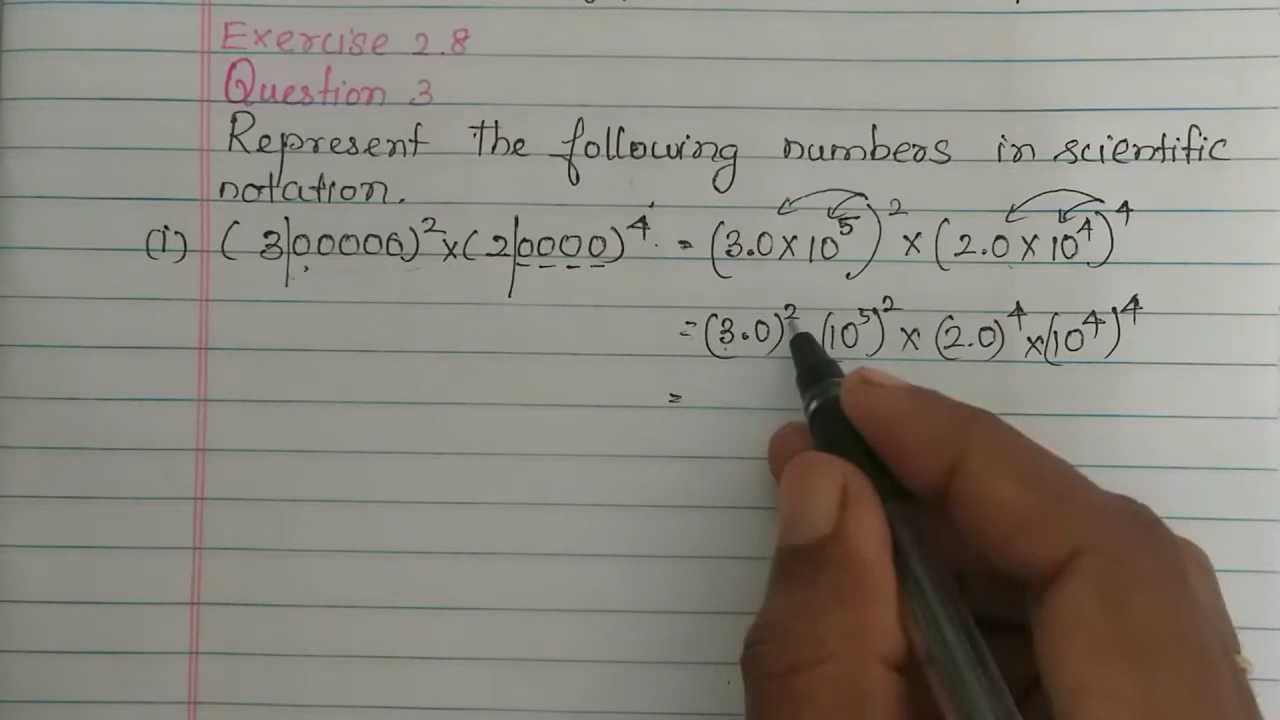 Exercise 2.8
Question 3
Represent the following numbers in scientific
notation.
(i) (300000)² × (20000)⁴ = (3.0 × 10⁵)² × (2.0 × 10⁴)⁴
= (3.0)² (10⁵)² × (2.0)⁴ × (10⁴)⁴
=